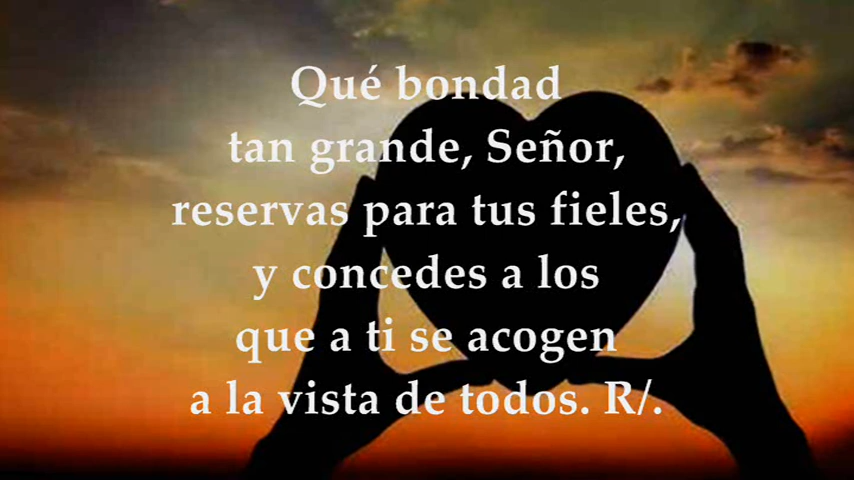 Qué bondad
tan grande, Señor,
reservas para tus fieles,
y concedes a los
que a ti se acogen
a la vista de todos. R/.